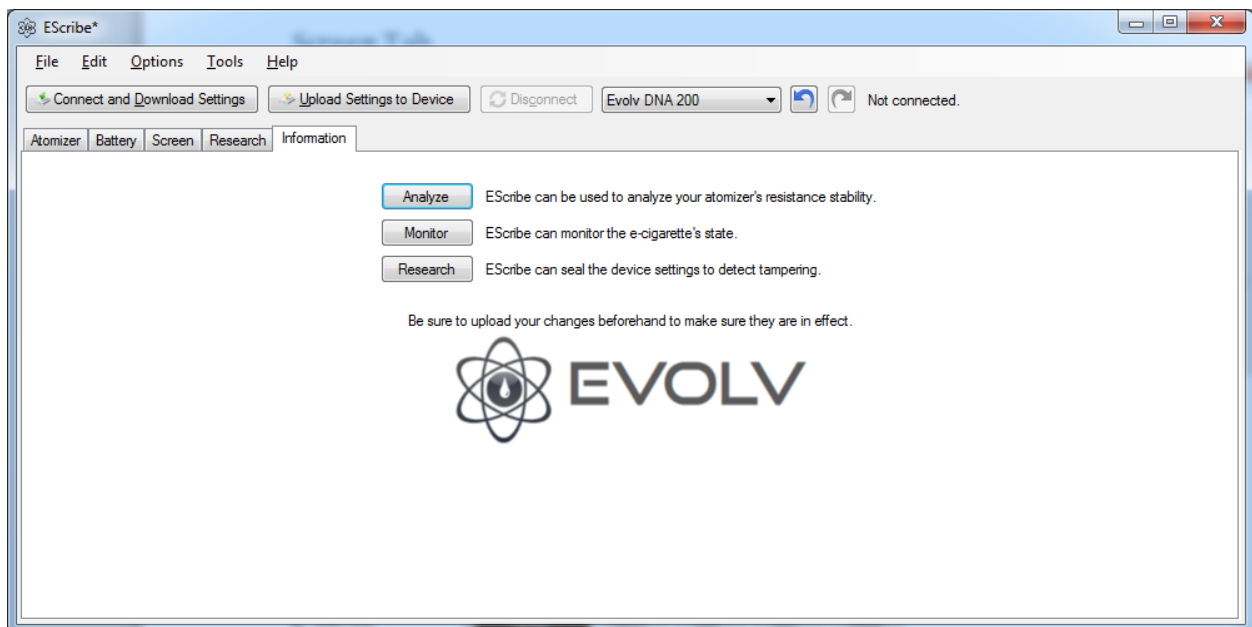 EScribe*
Screen Tab
File Edit Options Tools Help
Connect and Download Settings Upload Settings to Device Disconnect Evolv DNA 200 Not connected.
Atomizer Battery Screen Research Information
Analyze EScribe can be used to analyze your atomizer's resistance stability.
Monitor EScribe can monitor the e-cigarette's state.
Research EScribe can seal the device settings to detect tampering.
Be sure to upload your changes beforehand to make sure they are in effect.
EVOLV